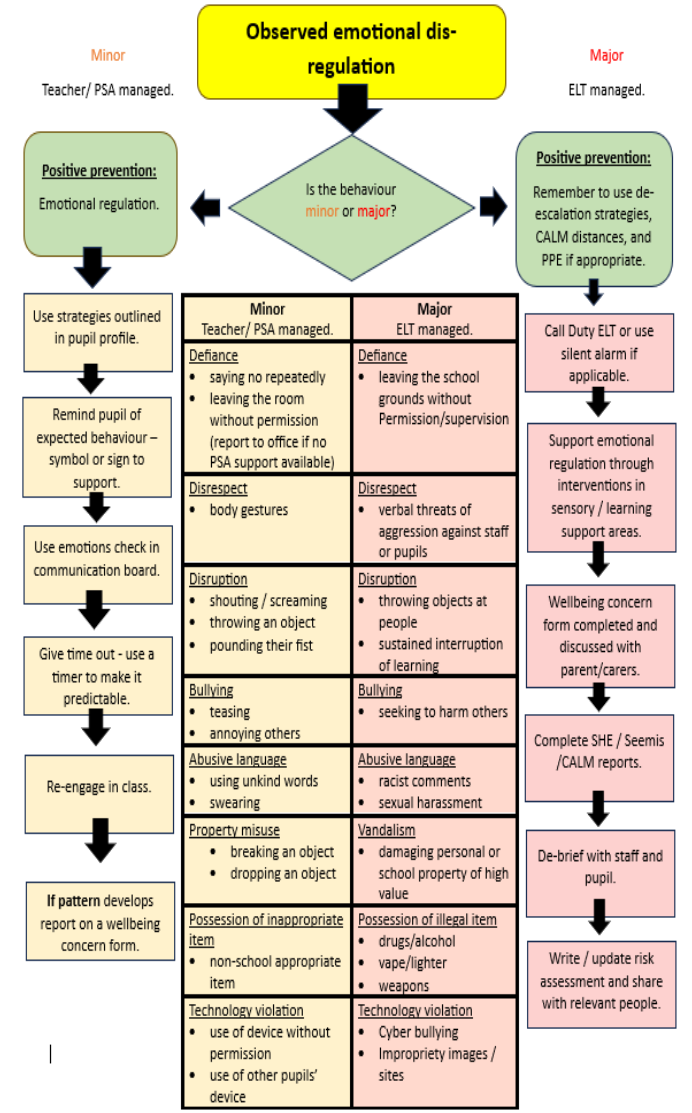 Observed emotional dis-
regulation
Minor
Teacher/ PSA managed.
Major
ELT managed.
Is the behaviour
minor or major?
Positive prevention:
Emotional regulation.
Use strategies outlined
in pupil profile.
Remind pupil of
expected behaviour –
symbol or sign to
support.
Use emotions check in
communication board.
Give time out - use a
timer to make it
predictable.
Re-engage in class.
If pattern develops
report on a wellbeing
concern form.
Minor
Teacher/ PSA managed.
Major
ELT managed.
Defiance
• saying no repeatedly
• leaving the room
without permission
(report to office if no
PSA support available)
Defiance
• leaving the school
grounds without
Permission/supervision
Disrespect
• body gestures
Disrespect
• verbal threats of
aggression against staff
or pupils
Disruption
• shouting / screaming
• throwing an object
• pounding their fist
Disruption
• throwing objects at
people
• sustained interruption
of learning
Bullying
• teasing
• annoying others
Bullying
• seeking to harm others
Abusive language
• using unkind words
• swearing
Abusive language
• racist comments
• sexual harassment
Property misuse
• breaking an object
• dropping an object
Vandalism
• damaging personal or
school property of high
value
Possession of inappropriate
item
• non-school appropriate
item
Possession of illegal item
• drugs/alcohol
• vape/lighter
• weapons
Technology violation
• use of device without
permission
• use of other pupils’
device
Technology violation
• Cyber bullying
• Impropriety images /
sites
Positive prevention:
Remember to use de-
escalation strategies,
CALM distances, and
PPE if appropriate.
Call Duty ELT or use
silent alarm if
applicable.
Support emotional
regulation through
interventions in
sensory / learning
support areas.
Wellbeing concern
form completed and
discussed with
parent/carers.
Complete SHE / Seemis
/CALM reports.
De-brief with staff and
pupil.
Write / update risk
assessment and share
with relevant people.